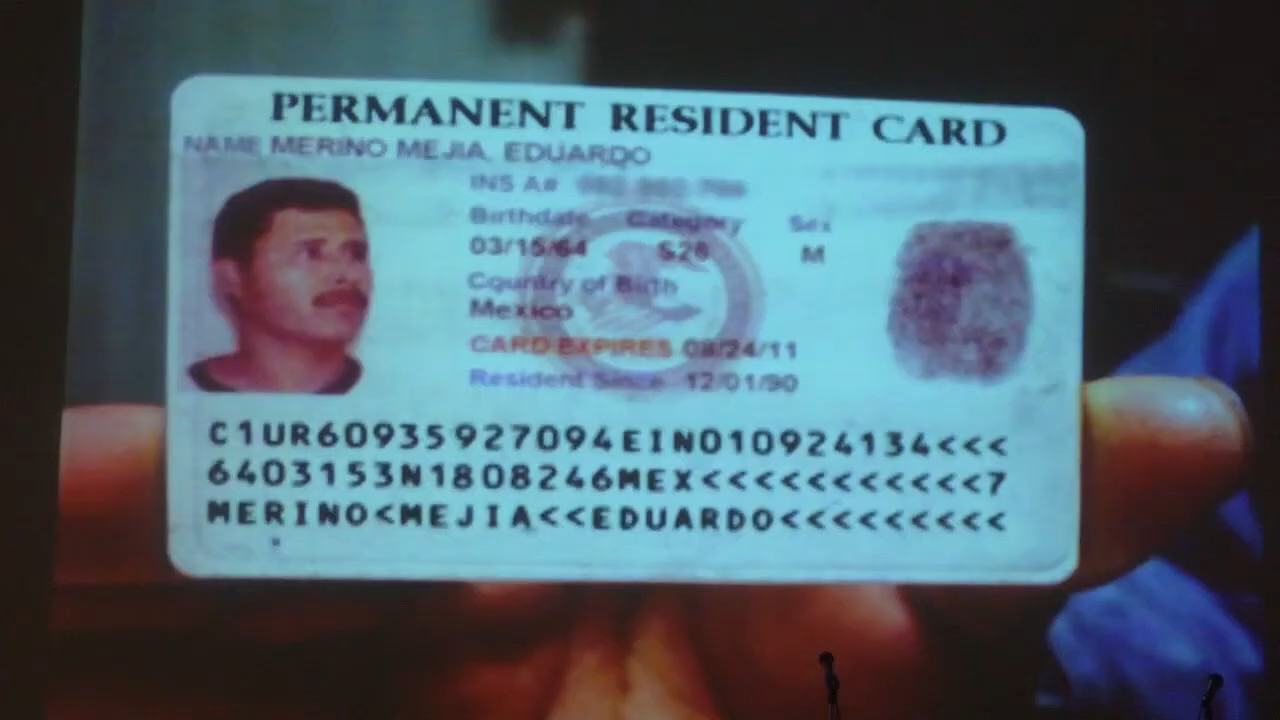 PERMANENT RESIDENT CARD
NAME MERINO MEJIA, EDUARDO
INS A#
Birthdate Category Sex
03/15/64 S26 M
Country of Birth
Mexico
CARD EXPIRES 08/24/11
Resident Since 12/01/90
C1UR60935927094EINO10924134<<<
6403153N1808246MEX<<<<<<<<<<<7
MERINO<MEJIA<<EDUARDO<<<<<<<<<